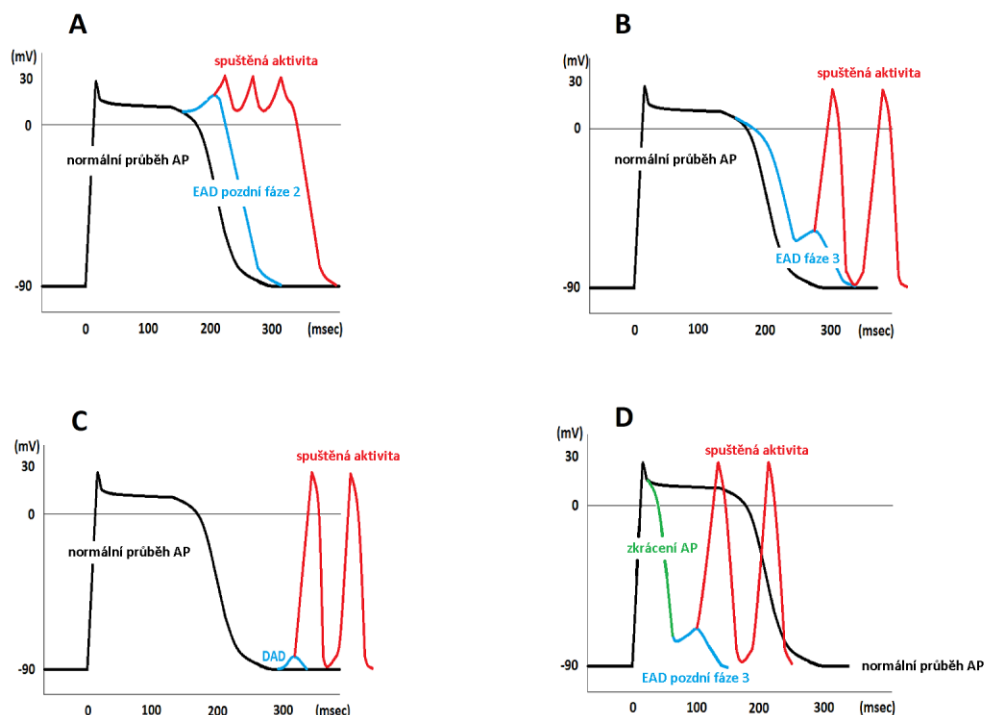 A
(mV)
30
0
-90
spuštěná aktivita
normální průběh AP
EAD pozdní fáze 2
0 100 200 300 (msec)
B
(mV)
30
0
-90
spuštěná aktivita
normální průběh AP
EAD fáze 3
0 100 200 300 (msec)
C
(mV)
30
0
-90
spuštěná aktivita
normální průběh AP
DAD
0 100 200 300 (msec)
D
(mV)
30
0
-90
spuštěná aktivita
zkrácení AP
EAD pozdní fáze 3
normální průběh AP
0 100 200 300 (msec)